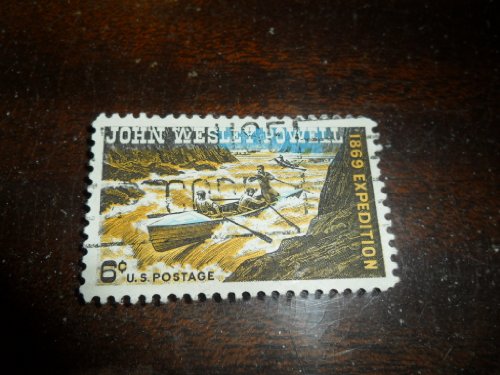 JOHN WESLEY POWELL
1869 EXPEDITION
6¢ U.S. POSTAGE